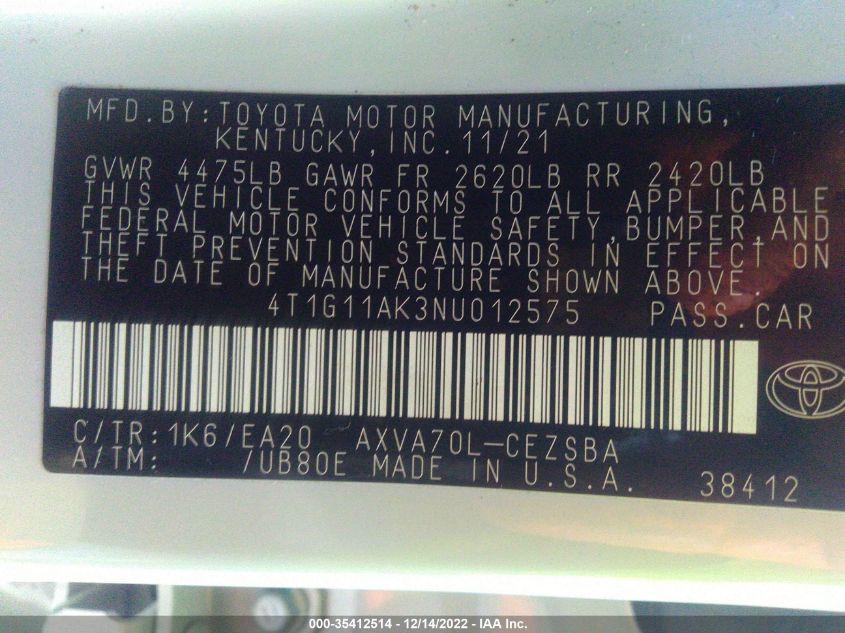 MFD.BY:TOYOTA MOTOR MANUFACTURING,
KENTUCKY,INC.11/21
GVWR 4475LB GAWR FR 2620LB RR 2420LB
THIS VEHICLE CONFORMS TO ALL APPLICABLE
FEDERAL MOTOR VEHICLE SAFETY,BUMPER,AND
THEFT PREVENTION STANDARDS IN EFFECT ON
THE DATE OF MANUFACTURE SHOWN ABOVE.
4T1G11AK3NU012575 PASS.CAR
C/TR:1K6/EA20 AXVA70L-CEZSBA
A/TM: /UB80E MADE IN U.S.A. 38412
000-35412514 - 12/14/2022 - IAA Inc.